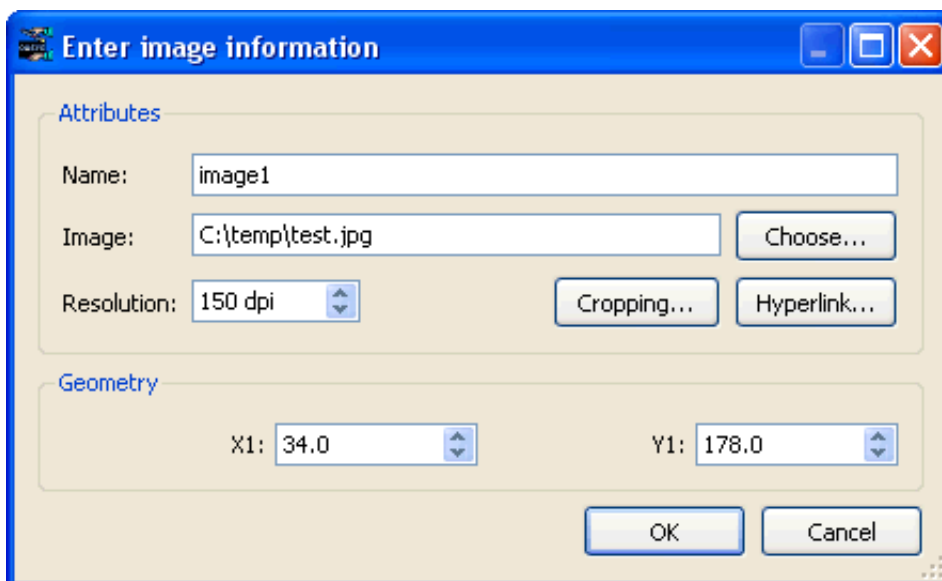 Enter image information
Attributes
Name: image1
Image: C:\temp\test.jpg Choose...
Resolution: 150 dpi Cropping... Hyperlink...
Geometry
X1: 34.0 Y1: 178.0
OK Cancel